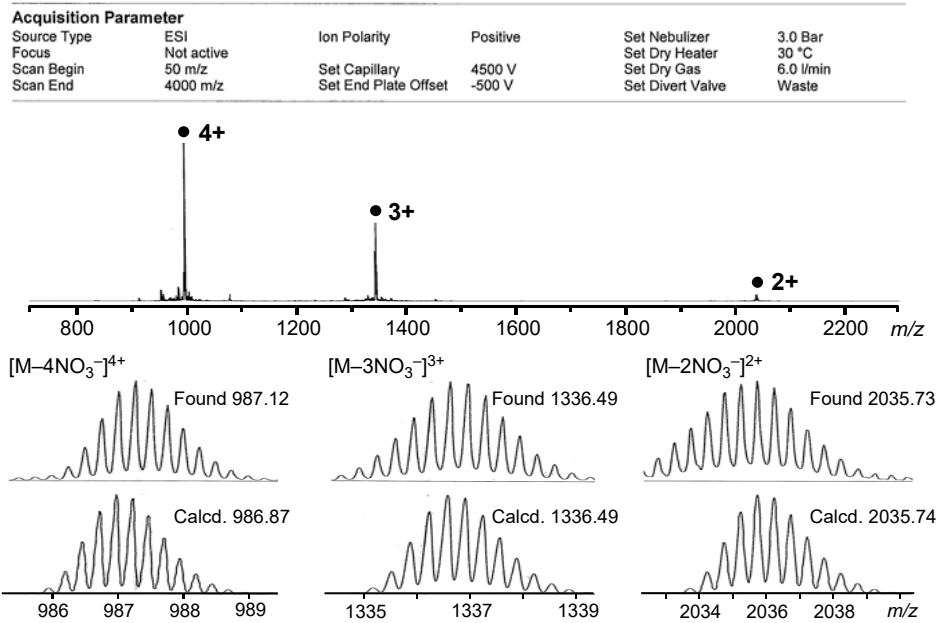 Acquisition Parameter
Source Type ESI Ion Polarity Positive Set Nebulizer 3.0 Bar
Focus Not active Set Dry Heater 30 °C
Scan Begin 50 m/z Set Capillary 4500 V Set Dry Gas 6.0 l/min
Scan End 4000 m/z Set End Plate Offset -500 V Set Divert Valve Waste
● 4+
● 3+
● 2+
800 1000 1200 1400 1600 1800 2000 2200 m/z
[M–4NO₃⁻]⁴⁺ [M–3NO₃⁻]³⁺ [M–2NO₃⁻]²⁺
Found 987.12 Found 1336.49 Found 2035.73
Calcd. 986.87 Calcd. 1336.49 Calcd. 2035.74
986 987 988 989 1335 1337 1339 2034 2036 2038 m/z